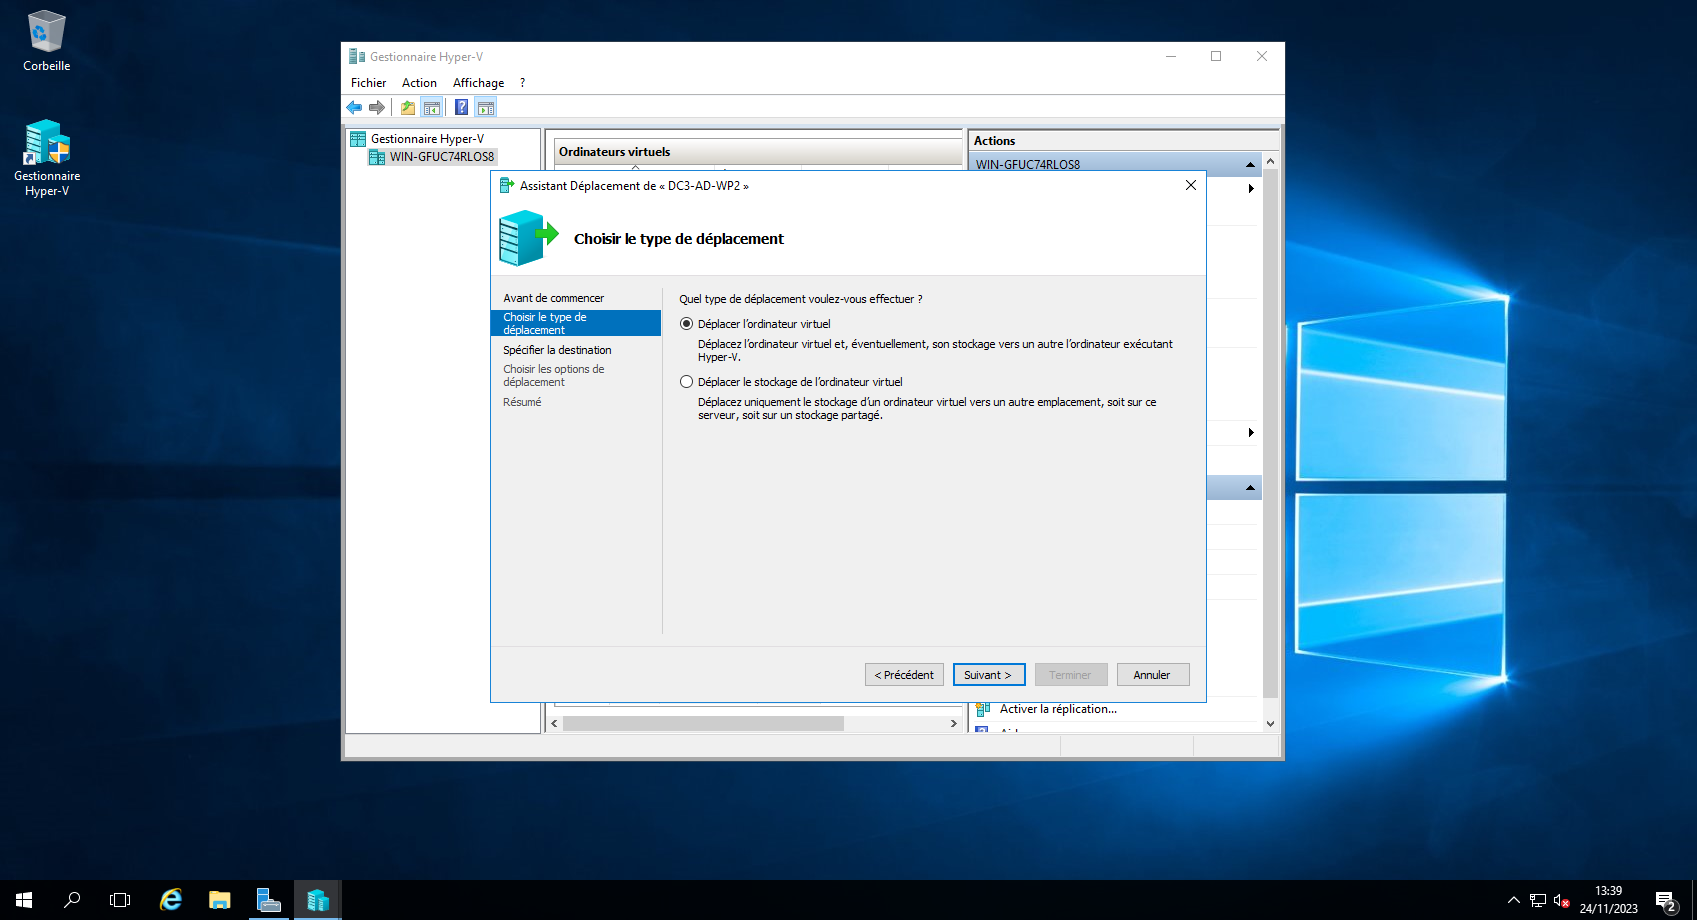 Corbeille
Gestionnaire
Hyper-V
Gestionnaire Hyper-V
Fichier Action Affichage ?
Gestionnaire Hyper-V
WIN-GFUC74RLOS8
Ordinateurs virtuels
Actions
WIN-GFUC74RLOS8
Assistant Déplacement de « DC3-AD-WP2 »
Choisir le type de déplacement
Avant de commencer
Choisir le type de
déplacement
Spécifier la destination
Choisir les options de
déplacement
Résumé
Quel type de déplacement voulez-vous effectuer ?
Déplacer l'ordinateur virtuel
Déplacez l'ordinateur virtuel et, éventuellement, son stockage vers un autre l'ordinateur exécutant
Hyper-V.
Déplacer le stockage de l'ordinateur virtuel
Déplacez uniquement le stockage d'un ordinateur virtuel vers un autre emplacement, soit sur ce
serveur, soit sur un stockage partagé.
< Précédent Suivant > Terminer Annuler
Activer la réplication...
13:39
24/11/2023
2